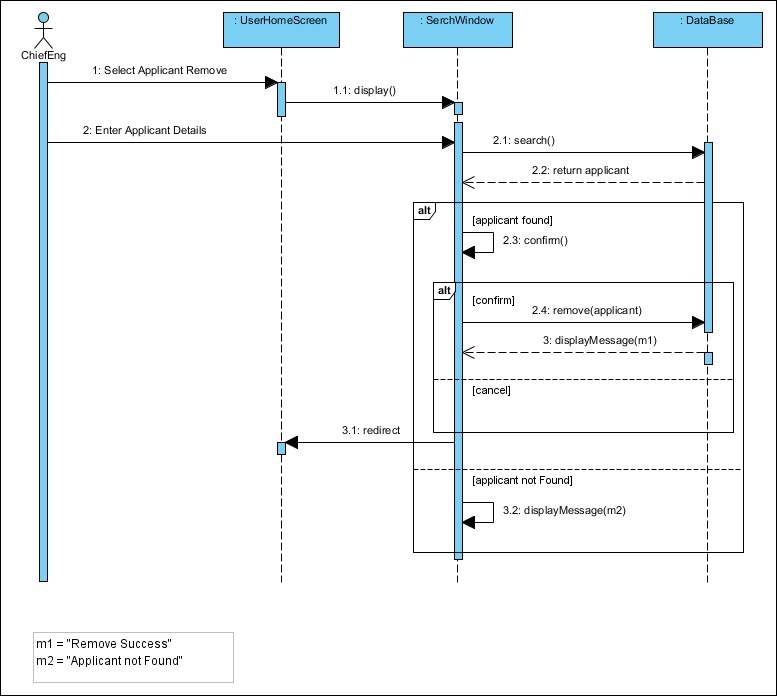 : UserHomeScreen
: SerchWindow
: DataBase
ChiefEng
1: Select Applicant Remove
1.1: display()
2: Enter Applicant Details
2.1: search()
2.2: return applicant
alt
[applicant found]
2.3: confirm()
alt
[confirm]
2.4: remove(applicant)
3: displayMessage(m1)
[cancel]
3.1: redirect
[applicant not Found]
3.2: displayMessage(m2)
m1 = "Remove Success"
m2 = "Applicant not Found"